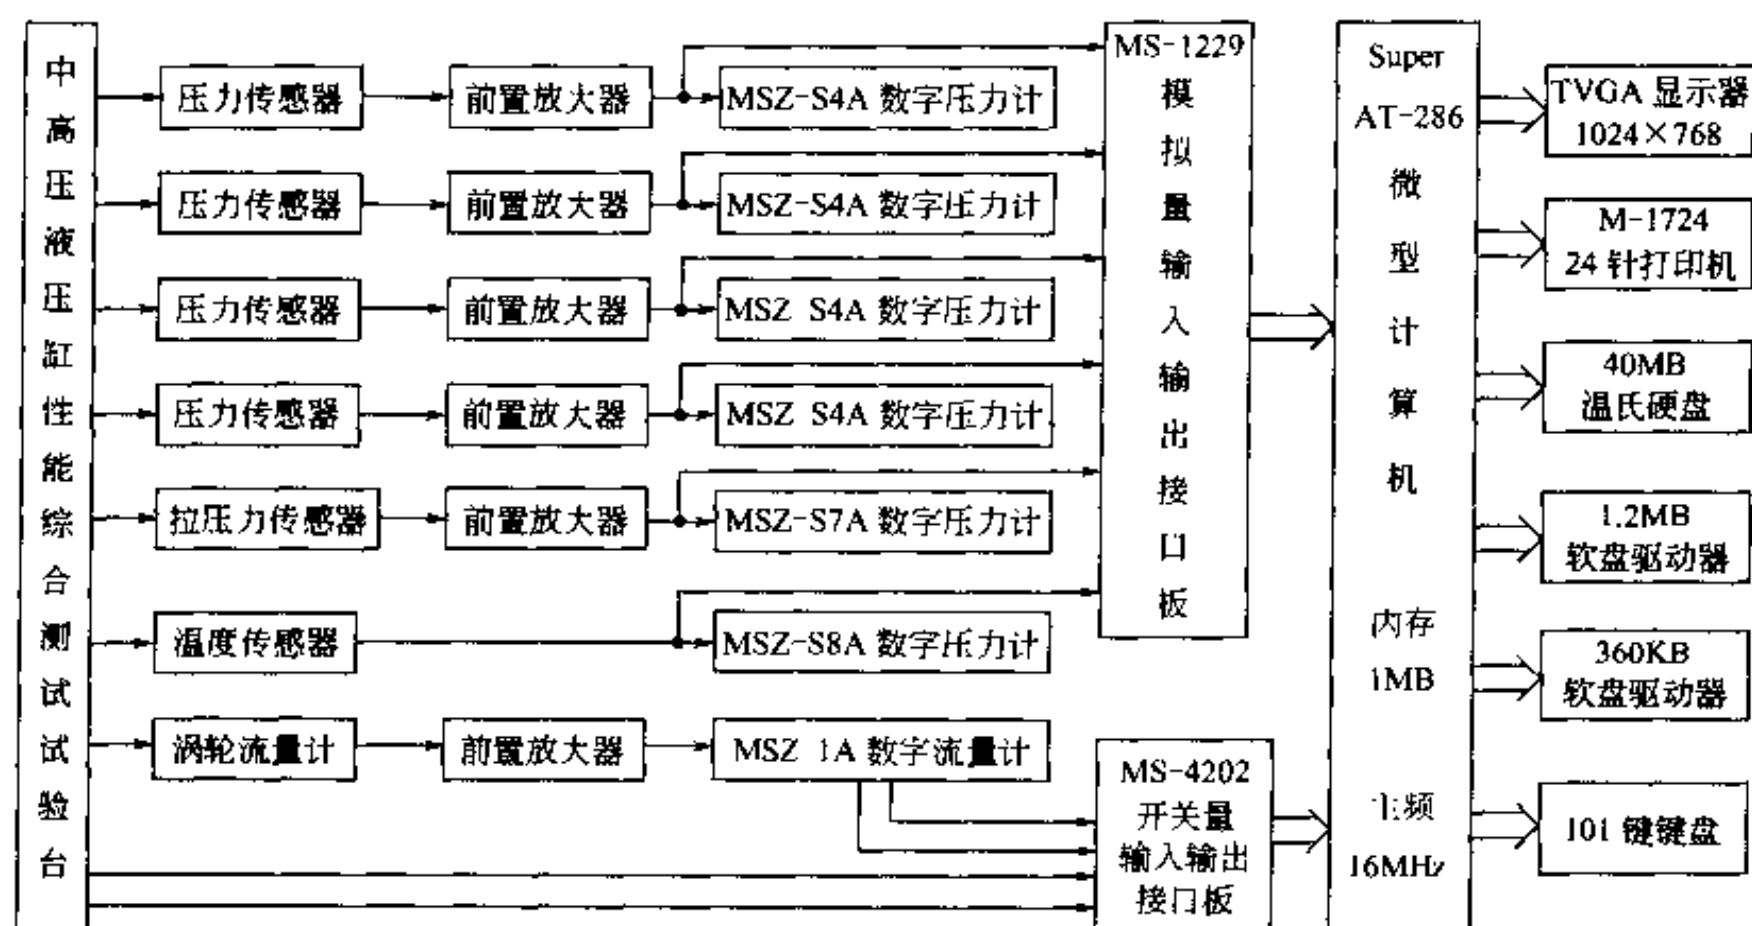 中高压液压缸性能综合测试试验台
压力传感器
前置放大器
MSZ-S4A 数字压力计
压力传感器
前置放大器
MSZ-S4A 数字压力计
压力传感器
前置放大器
MSZ S4A 数字压力计
压力传感器
前置放大器
MSZ S4A 数字压力计
拉压力传感器
前置放大器
MSZ-S7A 数字压力计
温度传感器
MSZ-S8A 数字压力计
涡轮流量计
前置放大器
MSZ 1A 数字流量计
MS-1229
模拟量输入输出接口板
MS-4202
开关量
输入输出
接口板
Super
AT-286
微型计算机
内存
1MB
主频
16MHz
TVGA 显示器
1024×768
M-1724
24 针打印机
40MB
温氏硬盘
1.2MB
软盘驱动器
360KB
软盘驱动器
101 键键盘